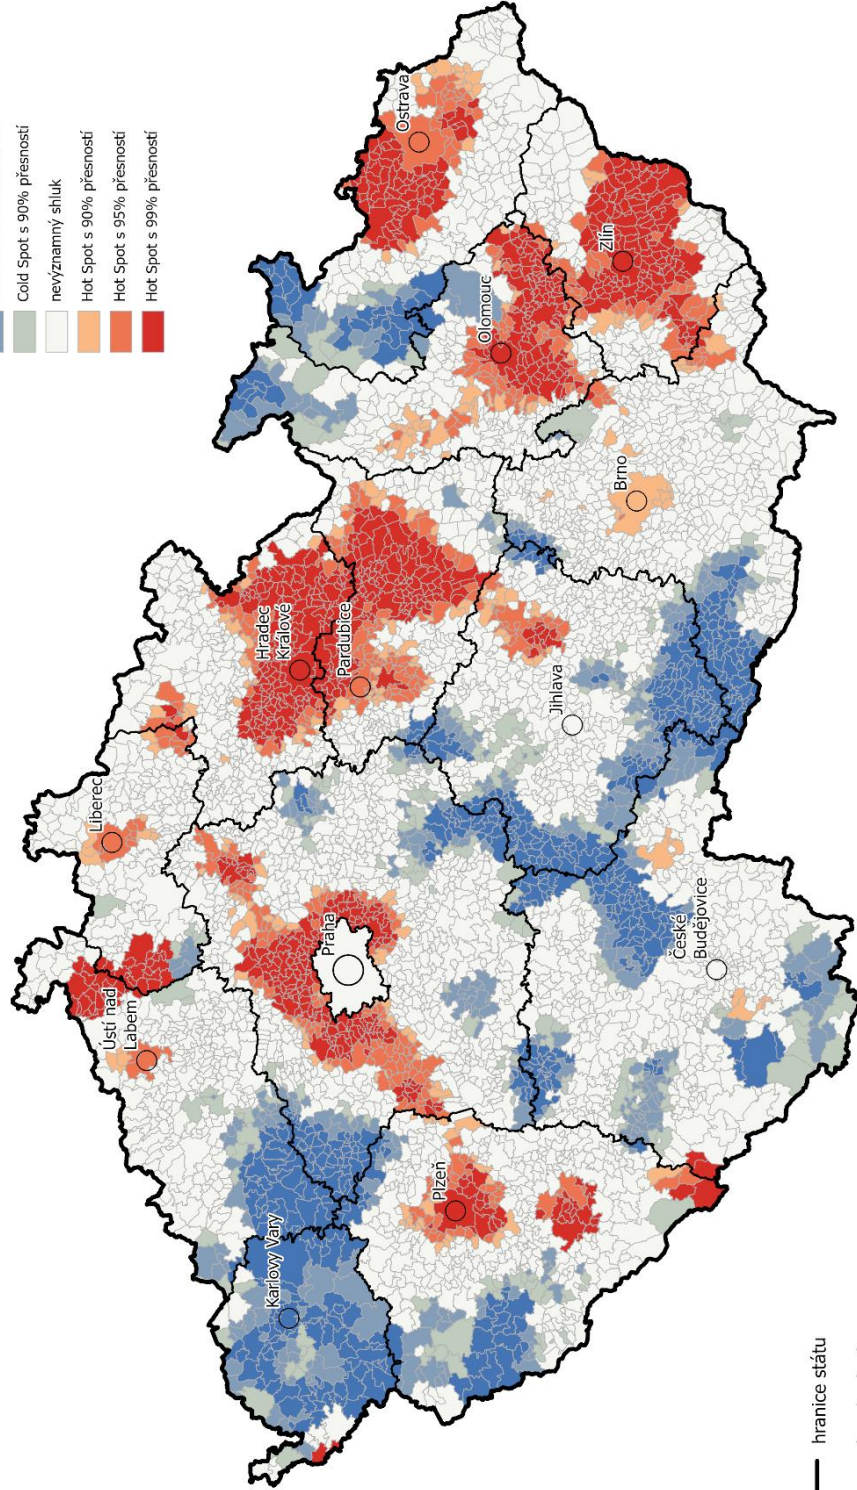 Cold Spot s 90% přesností
nevýznamný shluk
Hot Spot s 90% přesností
Hot Spot s 95% přesností
Hot Spot s 99% přesností
Liberec
Ústí nad
Labem
Karlovy Vary
Praha
Hradec
Králové
Pardubice
Plzeň
Olomouc
Ostrava
Jihlava
Brno
Zlín
České
Budějovice
hranice státu